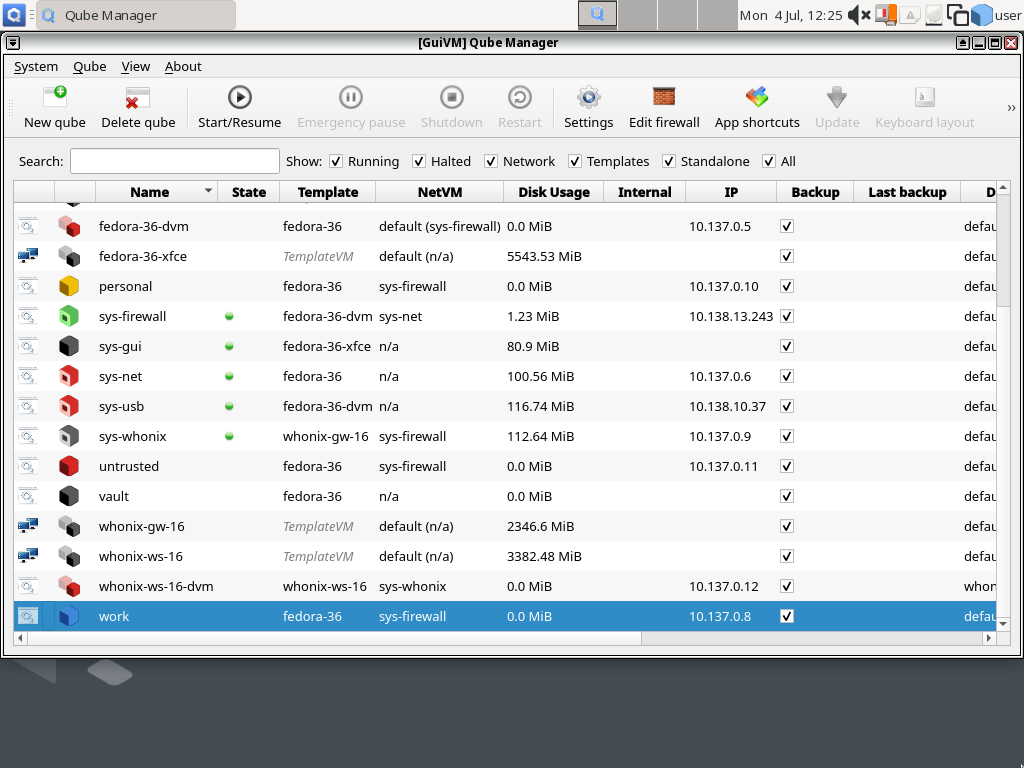 Qube Manager Mon 4 Jul, 12:25 user
[GuiVM] Qube Manager
System Qube View About
New qube Delete qube Start/Resume Emergency pause Shutdown Restart Settings Edit firewall App shortcuts Update Keyboard layout
Search: Show: Running Halted Network Templates Standalone All
Name State Template NetVM Disk Usage Internal IP Backup Last backup D
fedora-36-dvm fedora-36 default (sys-firewall) 0.0 MiB 10.137.0.5 defau
fedora-36-xfce TemplateVM default (n/a) 5543.53 MiB defau
personal fedora-36 sys-firewall 0.0 MiB 10.137.0.10 defau
sys-firewall fedora-36-dvm sys-net 1.23 MiB 10.138.13.243 defau
sys-gui fedora-36-xfce n/a 80.9 MiB defau
sys-net fedora-36 n/a 100.56 MiB 10.137.0.6 defau
sys-usb fedora-36-dvm n/a 116.74 MiB 10.138.10.37 defau
sys-whonix whonix-gw-16 sys-firewall 112.64 MiB 10.137.0.9 defau
untrusted fedora-36 sys-firewall 0.0 MiB 10.137.0.11 defau
vault fedora-36 n/a 0.0 MiB defau
whonix-gw-16 TemplateVM default (n/a) 2346.6 MiB defau
whonix-ws-16 TemplateVM default (n/a) 3382.48 MiB defau
whonix-ws-16-dvm whonix-ws-16 sys-whonix 0.0 MiB 10.137.0.12 whon
work fedora-36 sys-firewall 0.0 MiB 10.137.0.8 defau